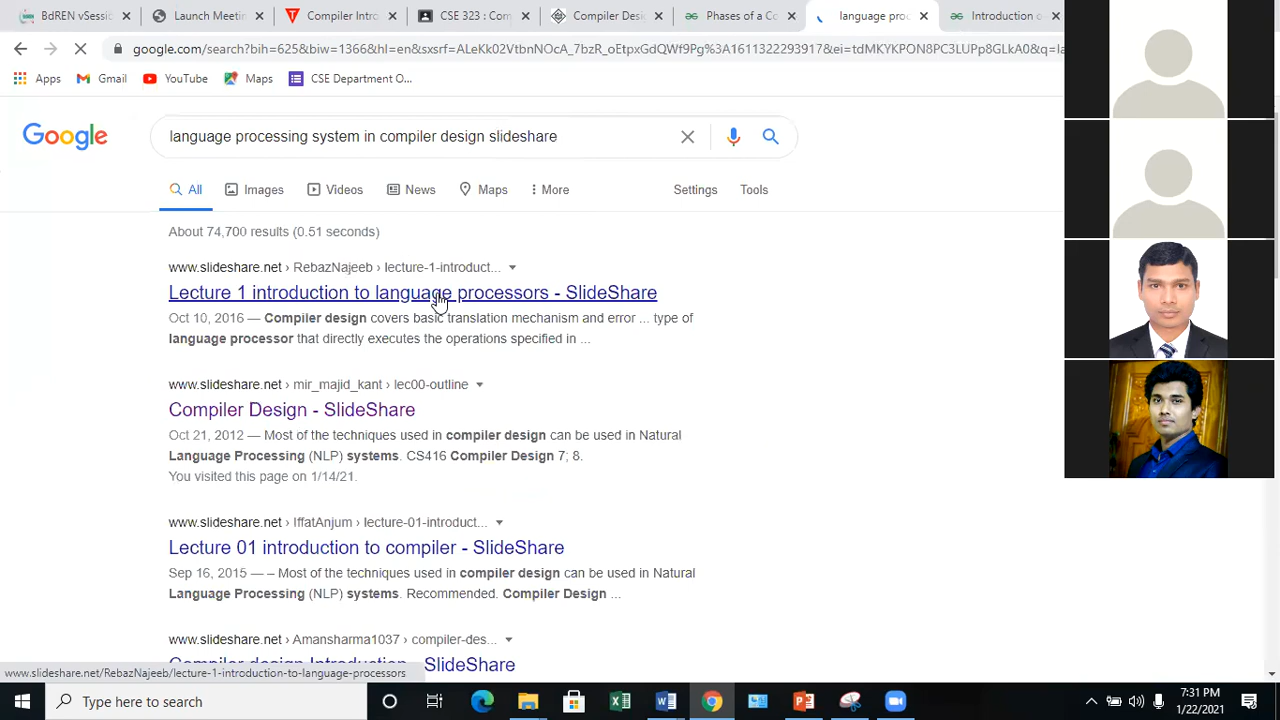 BdREN vSessi
Launch Meeti
Compiler Intro
CSE 323 : Com
Compiler Desi
Phases of a Co
language proc
Introduction o
google.com/search?bih=625&biw=1366&hl=en&sxsrf=ALeKk02VtbnNOcA_7bzR_oEtpxGdQWf9Pg%3A1611322293917&ei=tdMKYKPON8PC3LUPp8GLkA0&q=la
Apps
Gmail
YouTube
Maps
CSE Department O...
Google
language processing system in compiler design slideshare
All
Images
Videos
News
Maps
More
Settings
Tools
About 74,700 results (0.51 seconds)
www.slideshare.net › RebazNajeeb › lecture-1-introduct...
Lecture 1 introduction to language processors - SlideShare
Oct 10, 2016 — Compiler design covers basic translation mechanism and error ... type of
language processor that directly executes the operations specified in ...
www.slideshare.net › mir_majid_kant › lec00-outline
Compiler Design - SlideShare
Oct 21, 2012 — Most of the techniques used in compiler design can be used in Natural
Language Processing (NLP) systems. CS416 Compiler Design 7; 8.
You visited this page on 1/14/21.
www.slideshare.net › IffatAnjum › lecture-01-introduct...
Lecture 01 introduction to compiler - SlideShare
Sep 16, 2015 — – Most of the techniques used in compiler design can be used in Natural
Language Processing (NLP) systems. Recommended. Compiler Design ...
www.slideshare.net › Amansharma1037 › compiler-des...
Compiler design Introduction - SlideShare
www.slideshare.net/RebazNajeeb/lecture-1-introduction-to-language-processors
Type here to search
7:31 PM
1/22/2021